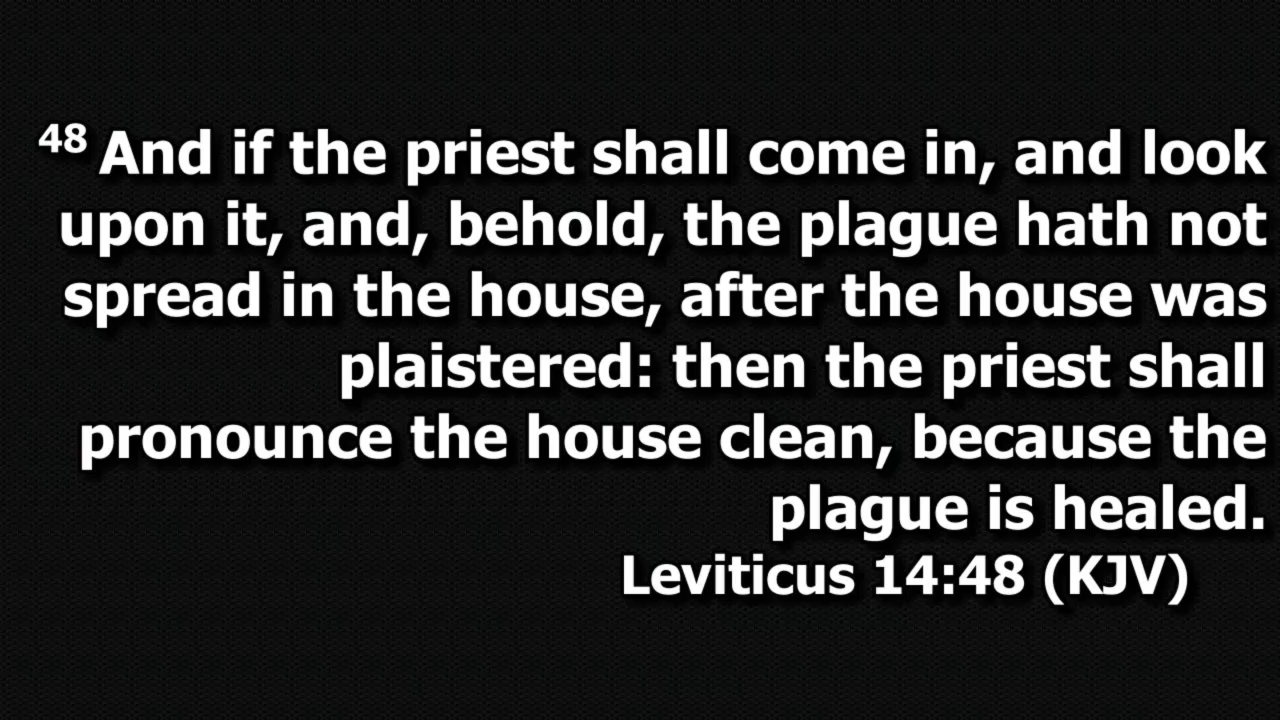 48 And if the priest shall come in, and look
upon it, and, behold, the plague hath not
spread in the house, after the house was
plaistered: then the priest shall
pronounce the house clean, because the
plague is healed.
Leviticus 14:48 (KJV)